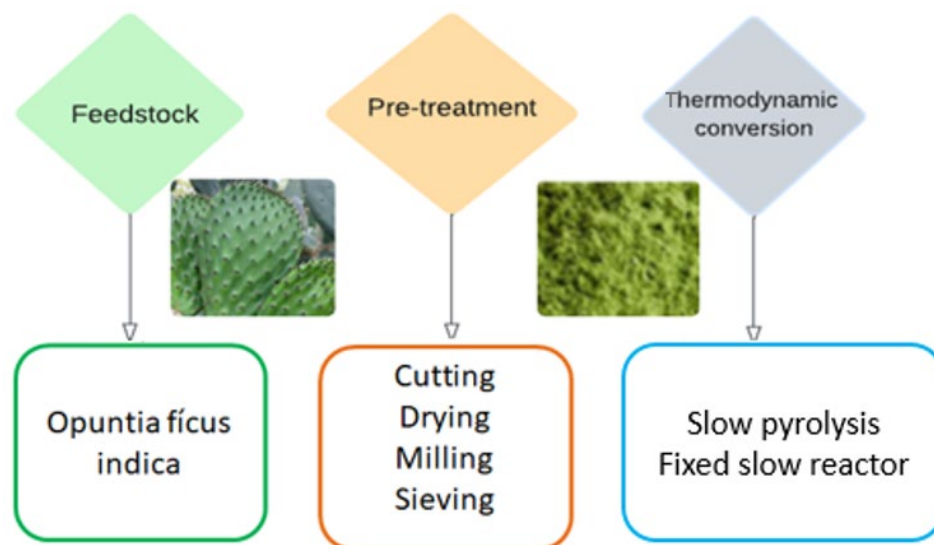 Feedstock
Pre-treatment
Thermodynamic
conversion
Opuntia fícus
indica
Cutting
Drying
Milling
Sieving
Slow pyrolysis
Fixed slow reactor